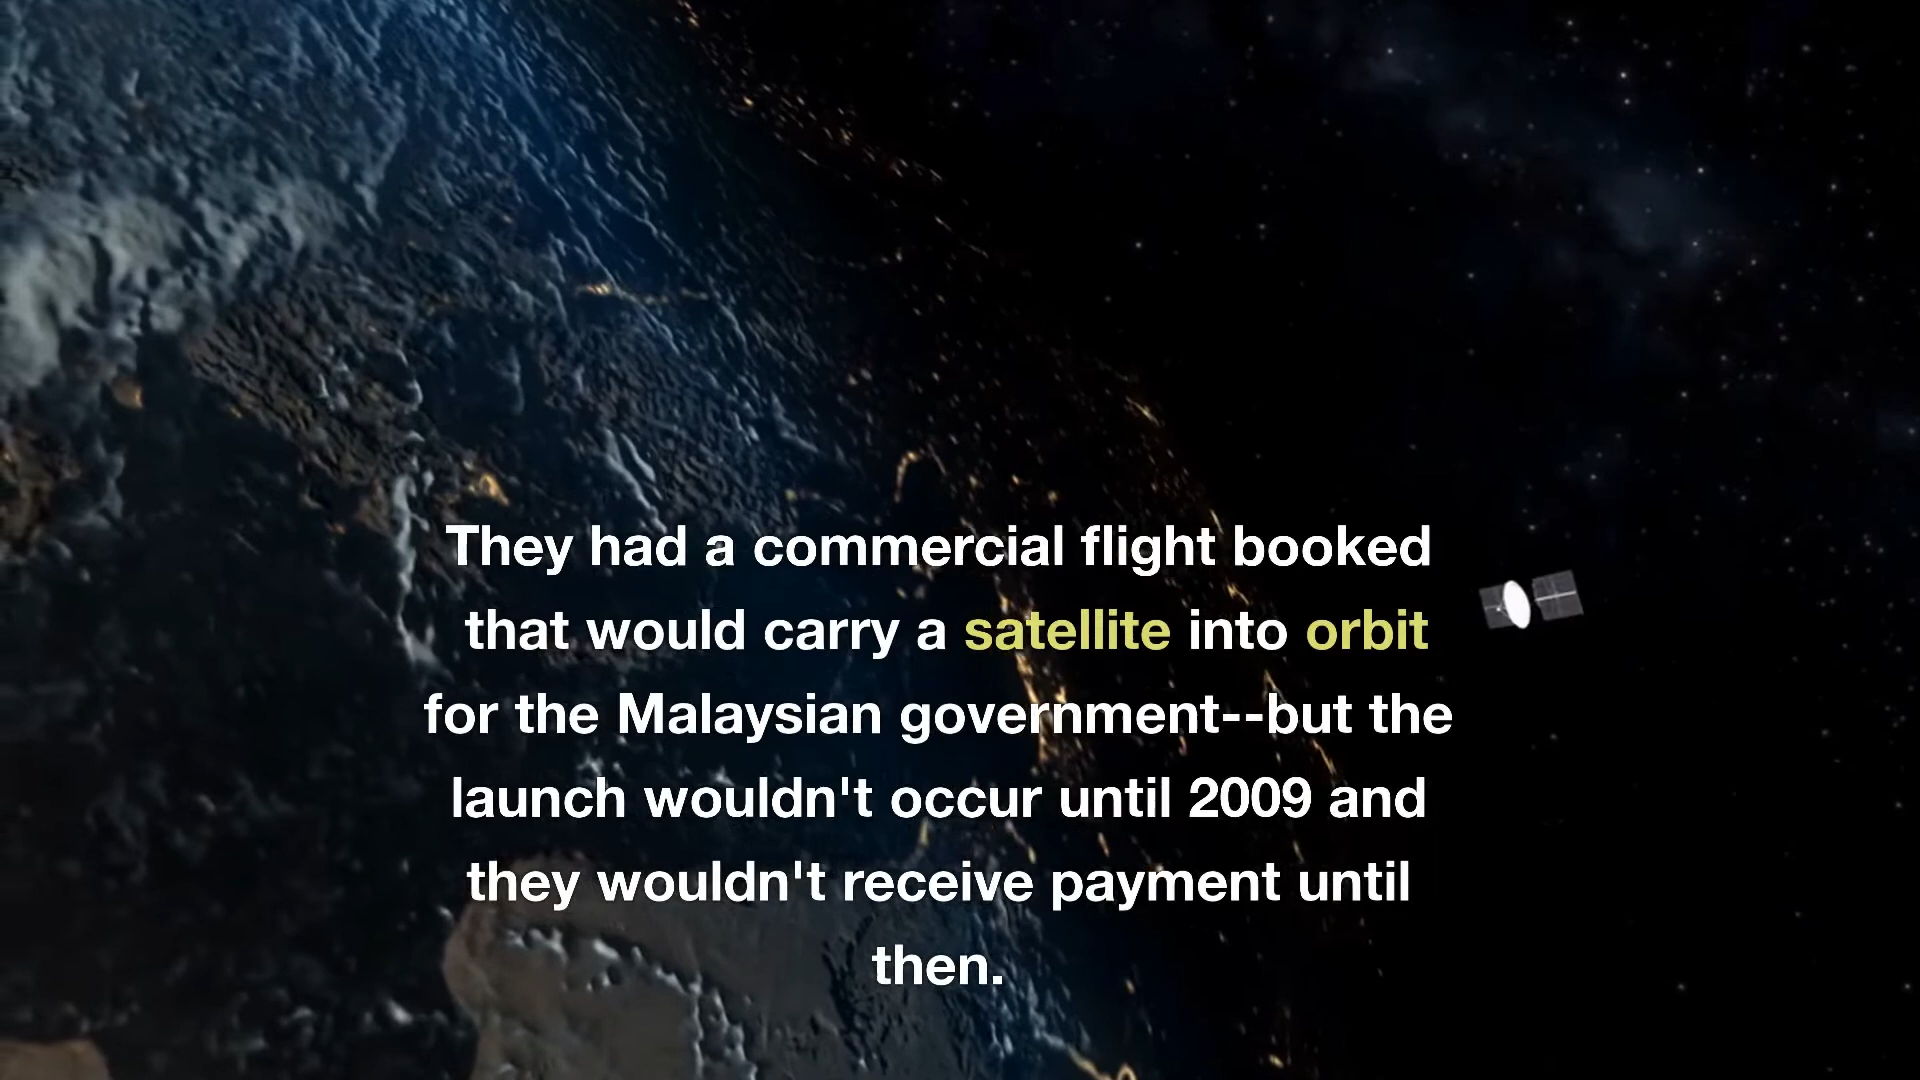 They had a commercial flight booked
that would carry a satellite into orbit
for the Malaysian government--but the
launch wouldn't occur until 2009 and
they wouldn't receive payment until
then.